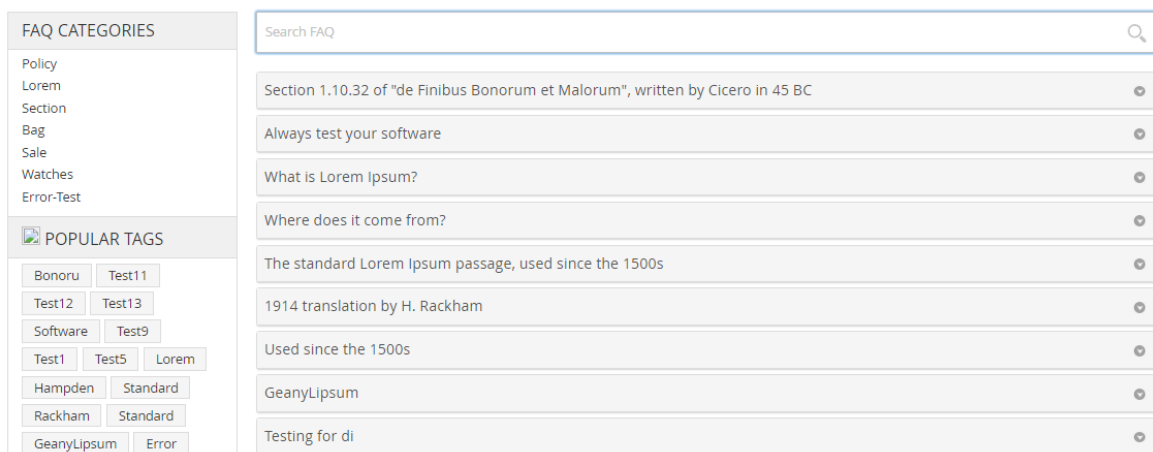 FAQ CATEGORIES
Policy
Lorem
Section
Bag
Sale
Watches
Error-Test
POPULAR TAGS
Bonoru Test11
Test12 Test13
Software Test9
Test1 Test5 Lorem
Hampden Standard
Rackham Standard
GeanyLipsum Error
Search FAQ
Section 1.10.32 of "de Finibus Bonorum et Malorum", written by Cicero in 45 BC
Always test your software
What is Lorem Ipsum?
Where does it come from?
The standard Lorem Ipsum passage, used since the 1500s
1914 translation by H. Rackham
Used since the 1500s
GeanyLipsum
Testing for di